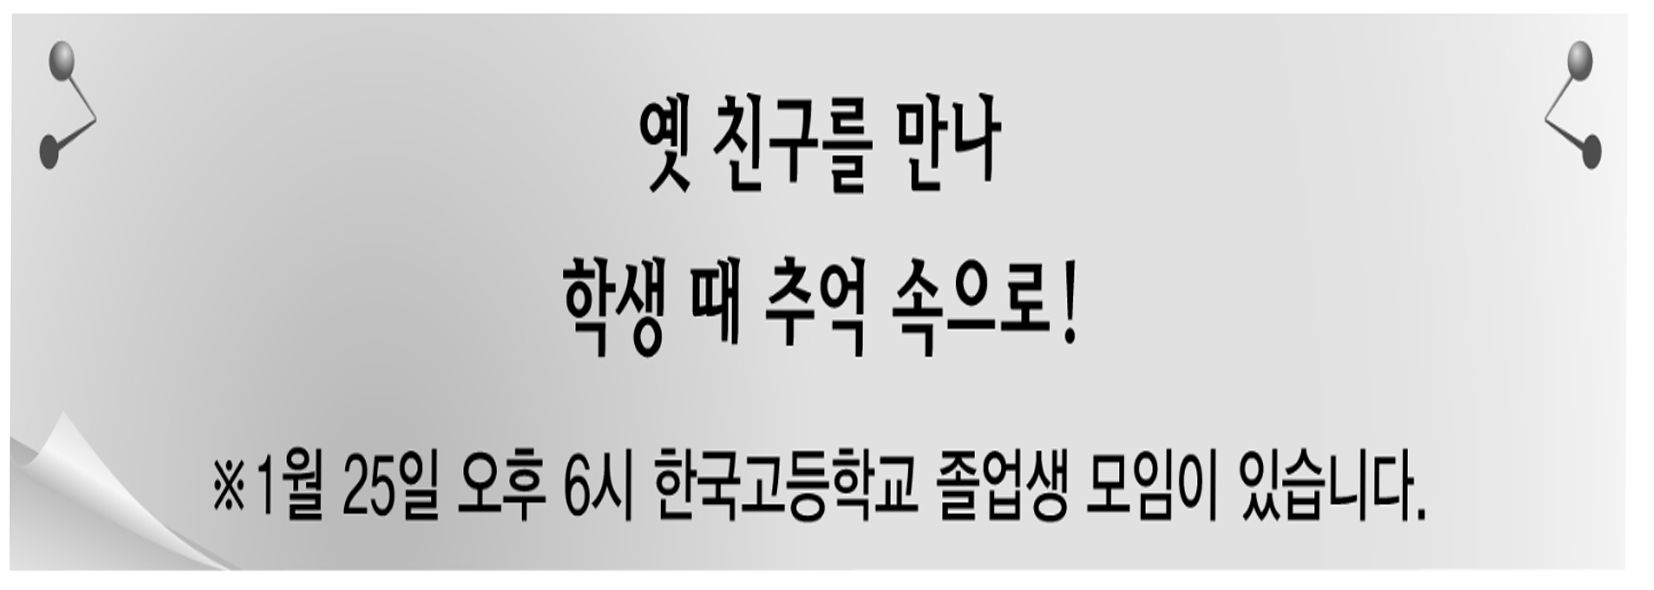 옛 친구를 만나
학생 때 추억 속으로!
※1월 25일 오후 6시 한국고등학교 졸업생 모임이 있습니다.